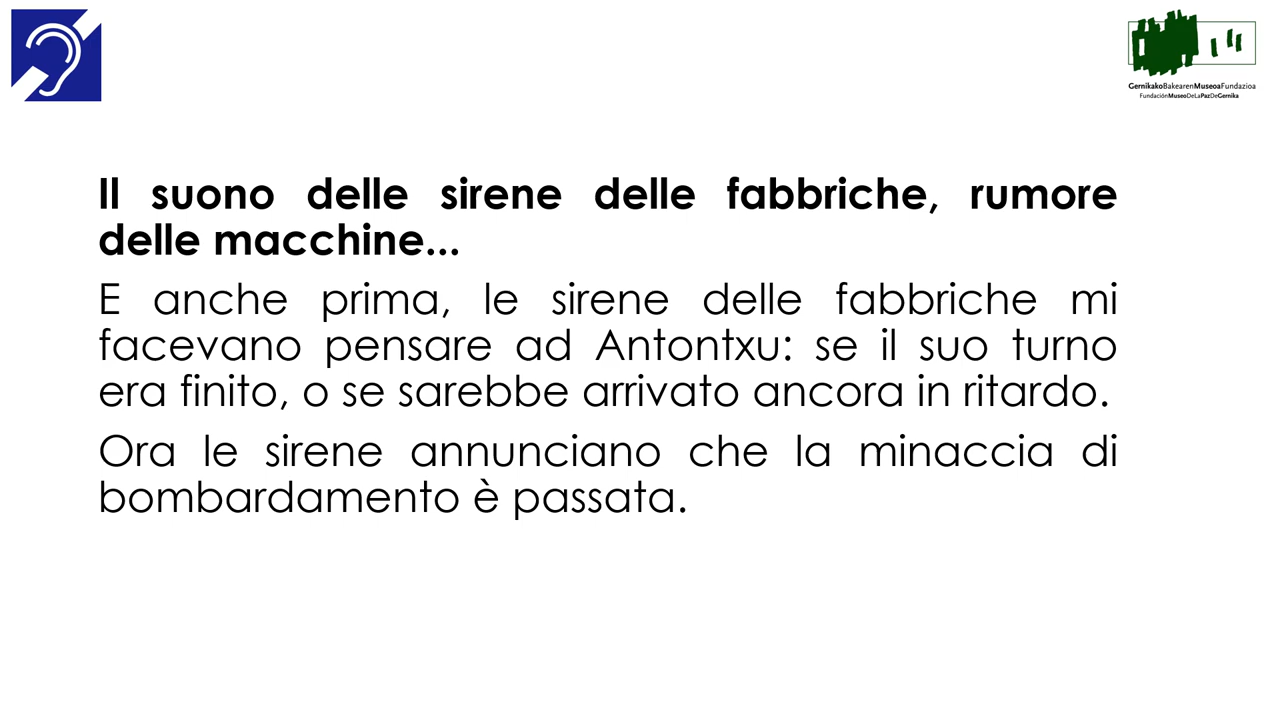 GernikakoBakearenMuseoaFundazioa
FundaciónMuseoDeLaPazDeGernika
Il suono delle sirene delle fabbriche, rumore
delle macchine...
E anche prima, le sirene delle fabbriche mi
facevano pensare ad Antontxu: se il suo turno
era finito, o se sarebbe arrivato ancora in ritardo.
Ora le sirene annunciano che la minaccia di
bombardamento è passata.